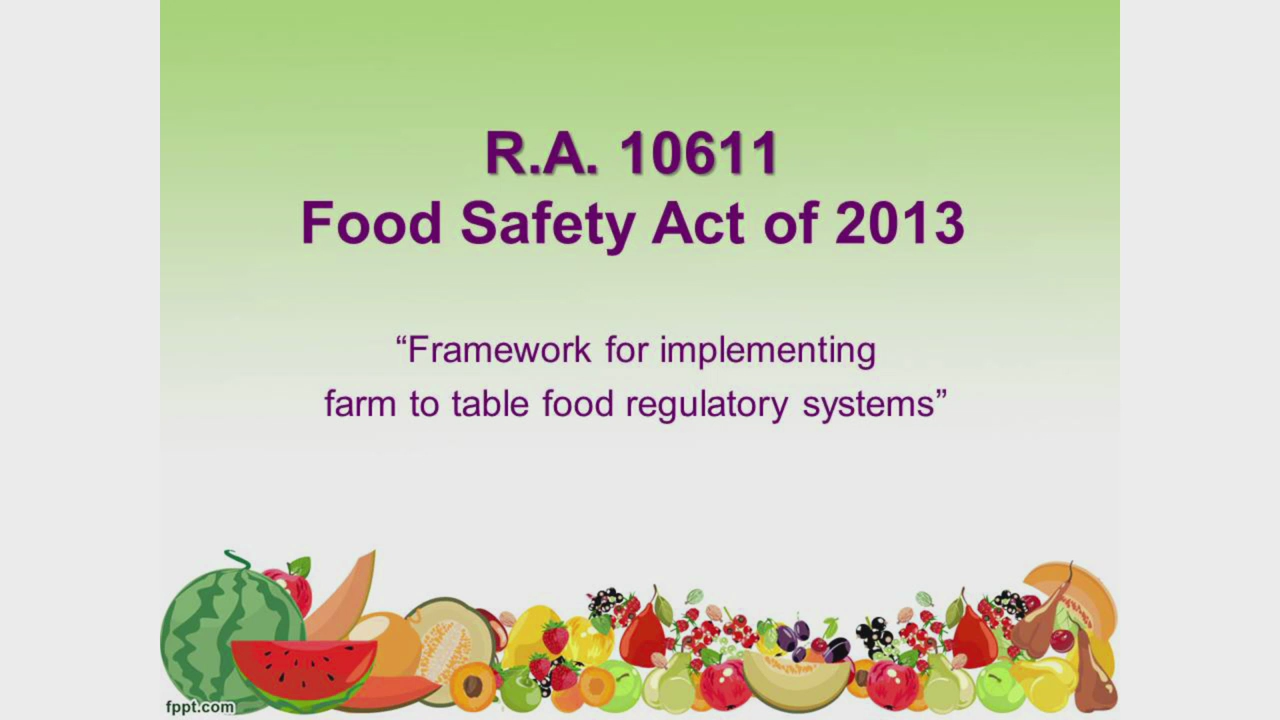 R.A. 10611
Food Safety Act of 2013
“Framework for implementing
farm to table food regulatory systems”
fppt.com